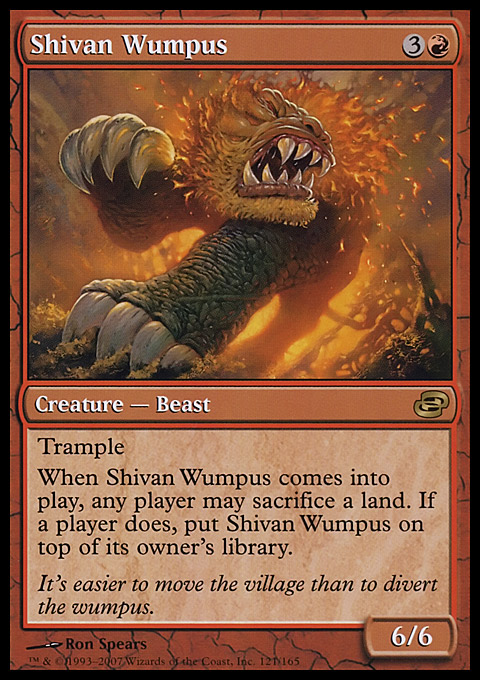 Shivan Wumpus 3
Creature — Beast
Trample
When Shivan Wumpus comes into
play, any player may sacrifice a land. If
a player does, put Shivan Wumpus on
top of its owner's library.
It's easier to move the village than to divert
the wumpus.
6/6
Ron Spears
™ & © 1993–2007 Wizards of the Coast, Inc. 121/165